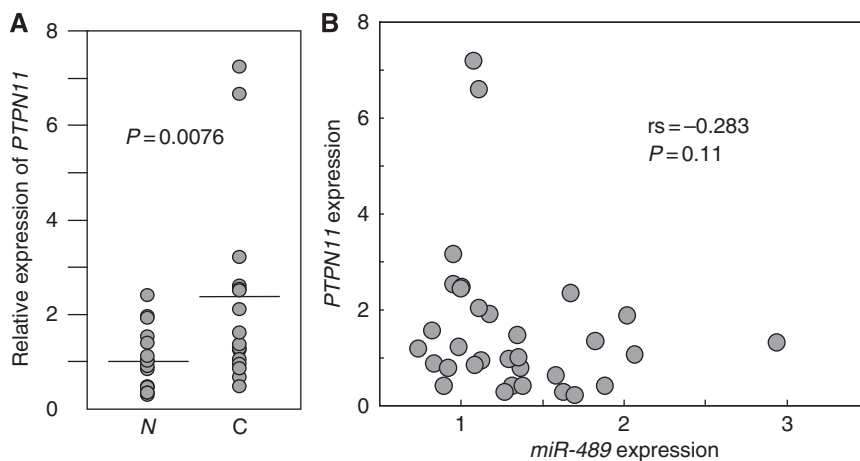 A
Relative expression of PTPN11
8
6
4
2
0
P=0.0076
N C
B
PTPN11 expression
8
6
4
2
0
rs=−0.283
P=0.11
1 2 3
miR-489 expression